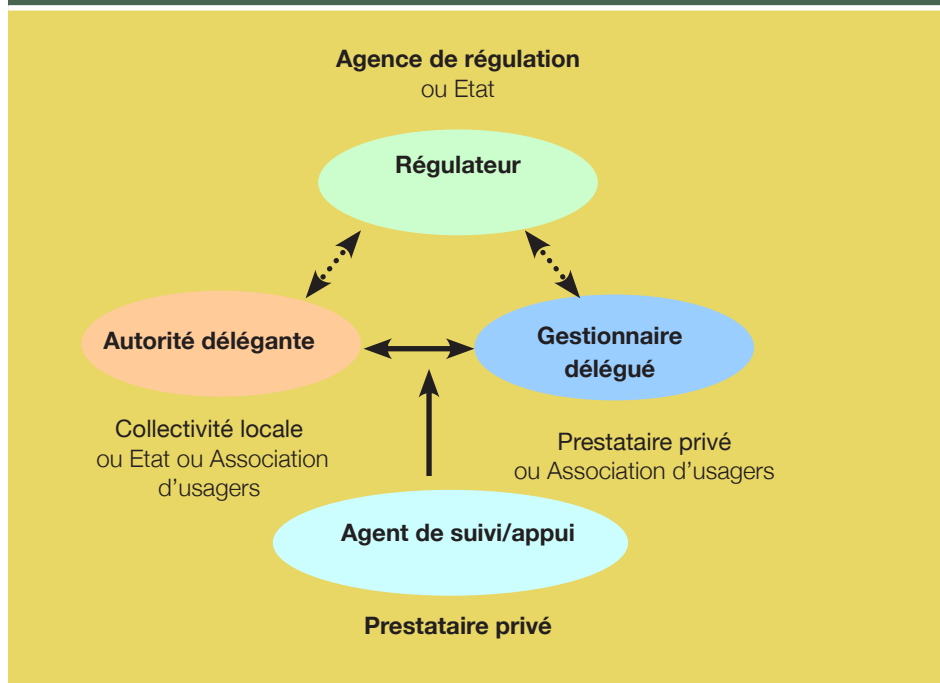 Agence de régulation
ou Etat
Régulateur
Autorité délégante
Gestionnaire
délégué
Collectivité locale
ou Etat ou Association
d'usagers
Prestataire privé
ou Association d'usagers
Agent de suivi/appui
Prestataire privé